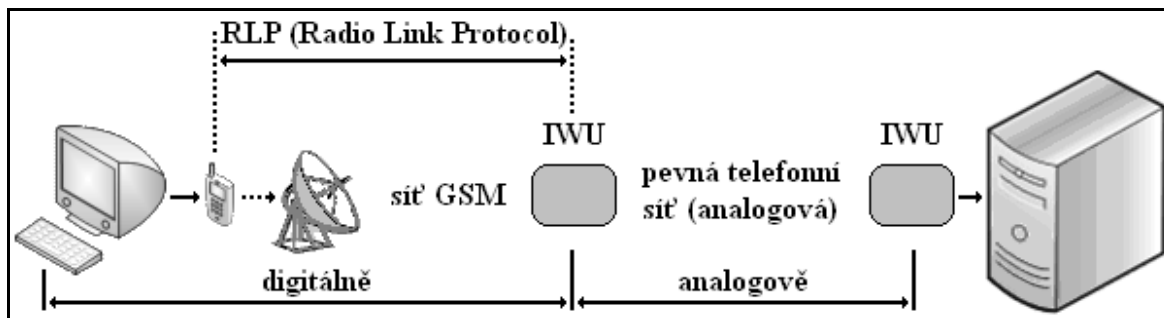 RLP (Radio Link Protocol)
IWU
IWU
síť GSM
pevná telefonní
síť (analogová)
digitálně
analogově